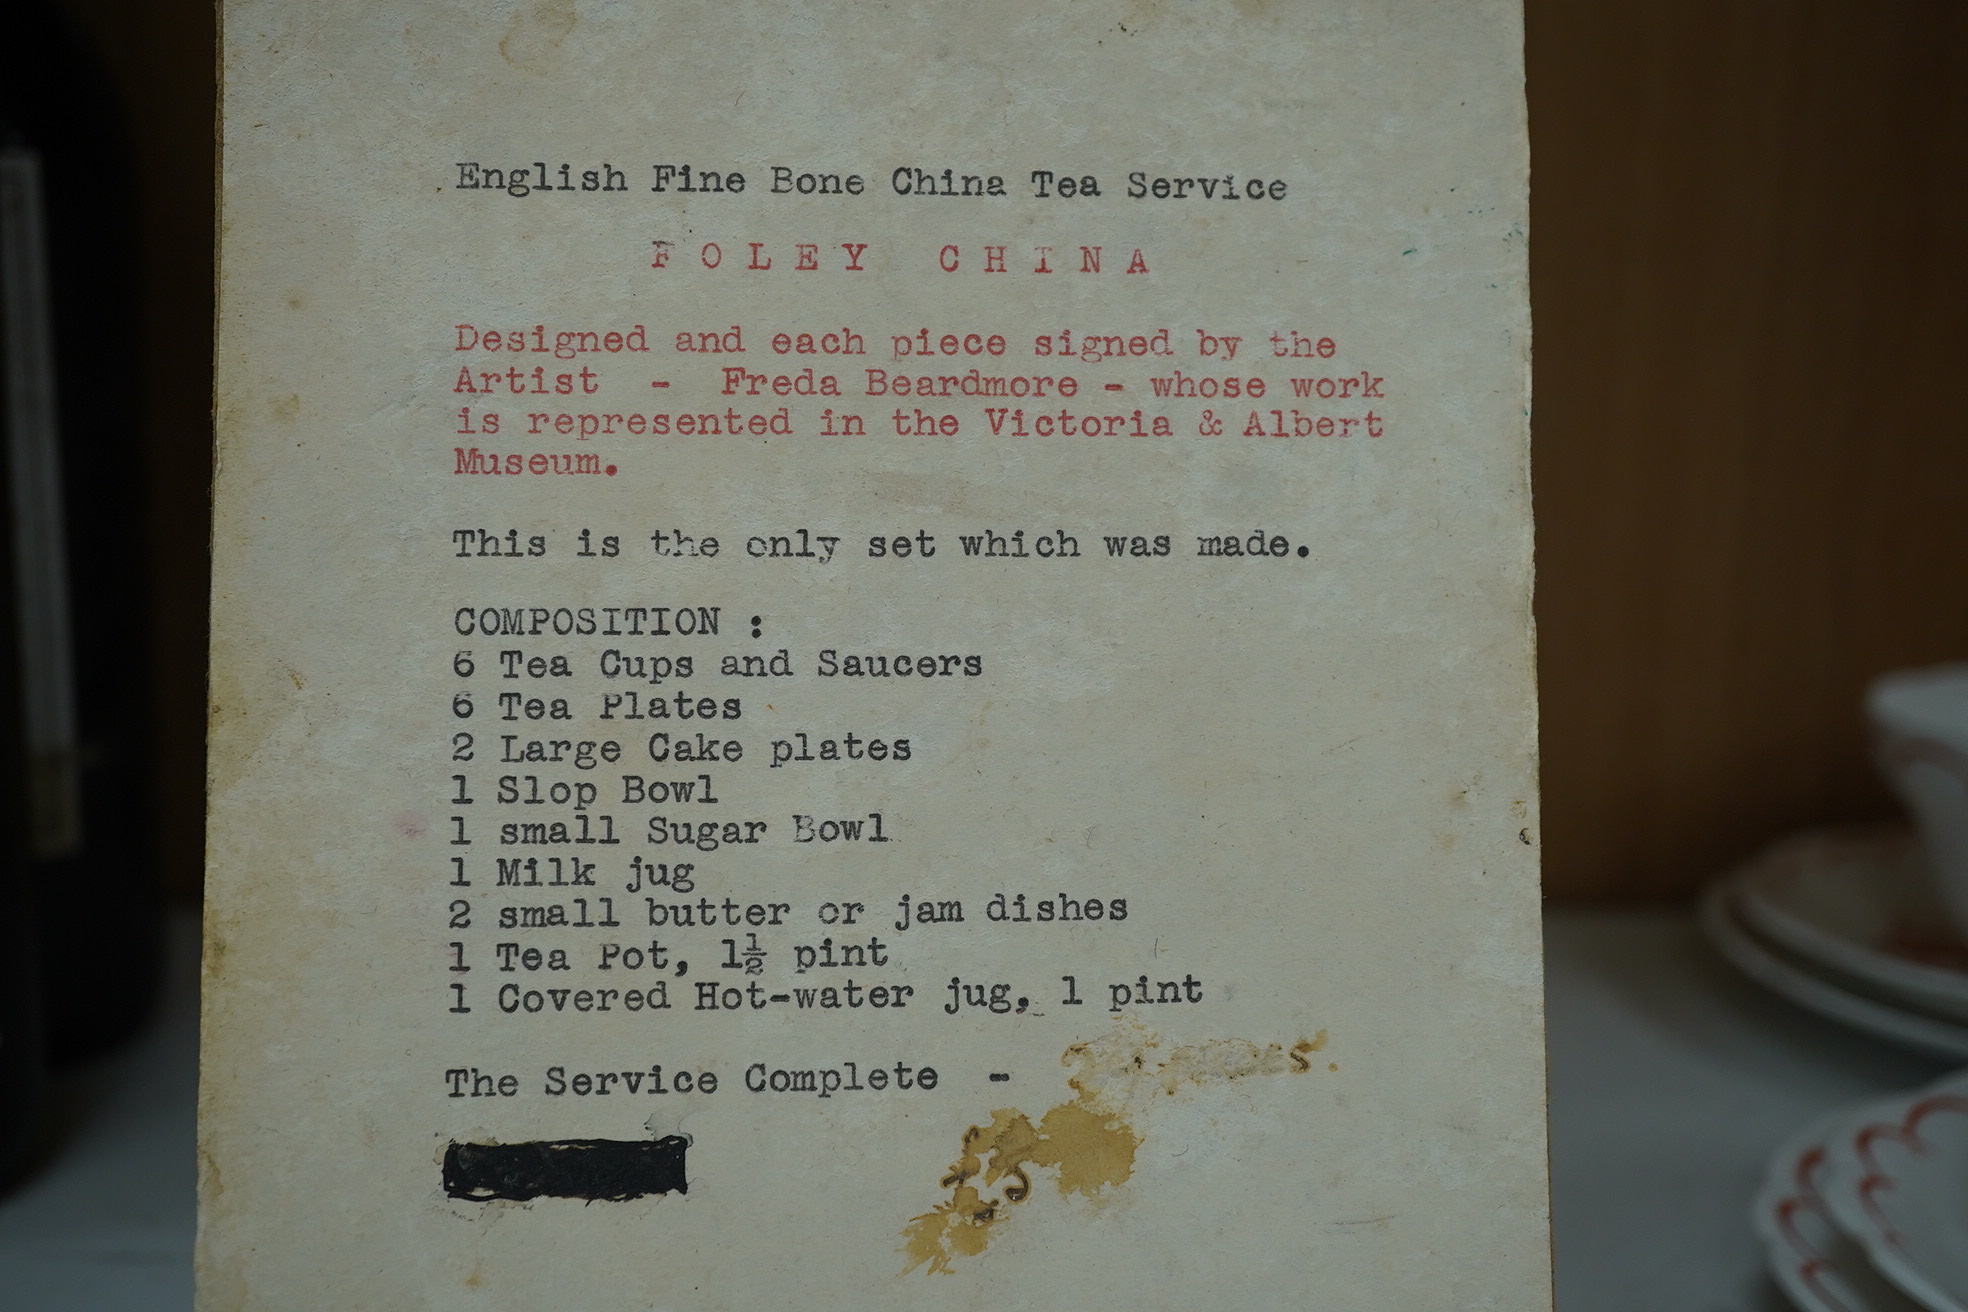 English Fine Bone China Tea Service
FOLEY CHINA
Designed and each piece signed by the
Artist - Freda Beardmore - whose work
is represented in the Victoria & Albert
Museum.
This is the only set which was made.
COMPOSITION :
6 Tea Cups and Saucers
6 Tea Plates
2 Large Cake plates
1 Slop Bowl
1 small Sugar Bowl
1 Milk jug
2 small butter or jam dishes
1 Tea Pot, 1½ pint
1 Covered Hot-water jug, 1 pint
The Service Complete -